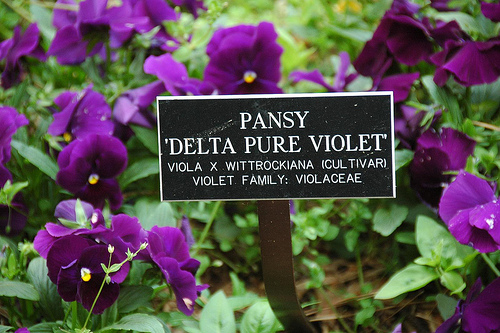 PANSY
'DELTA PURE VIOLET'
VIOLA X WITTROCKIANA (CULTIVAR)
VIOLET FAMILY: VIOLACEAE